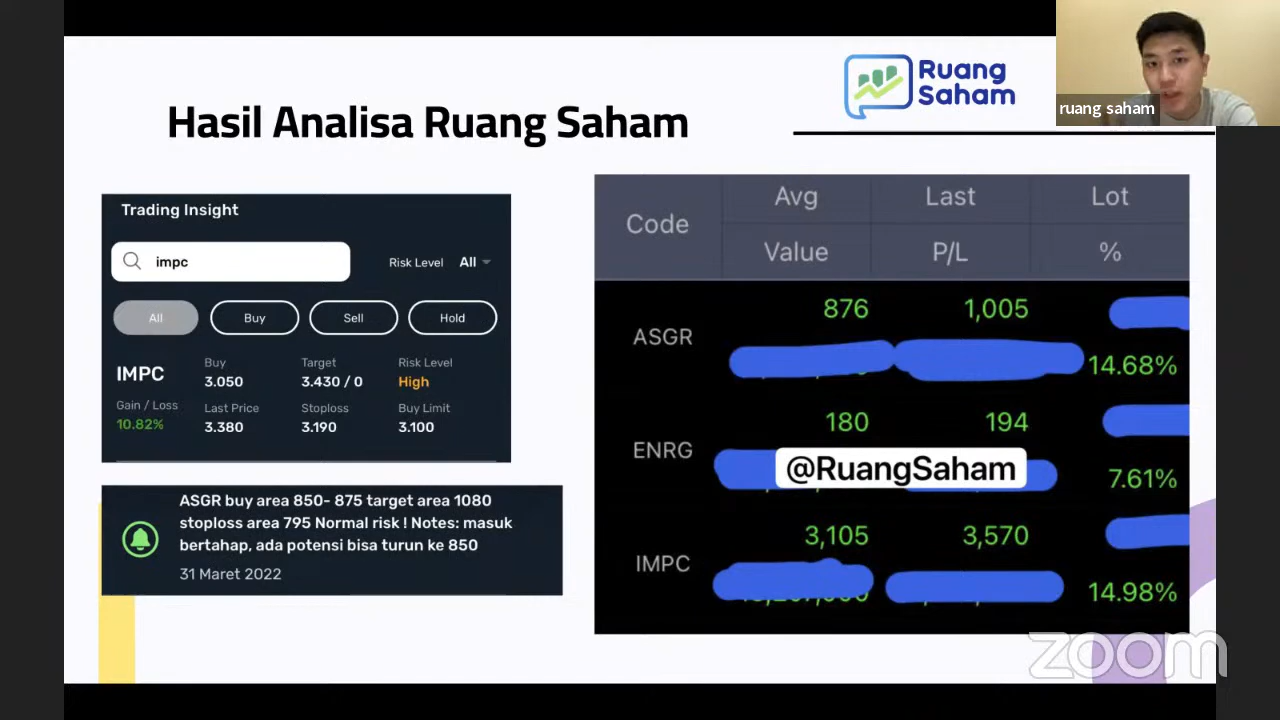 Ruang
Saham
ruang saham
Hasil Analisa Ruang Saham
Trading Insight
impc
Risk Level All
All Buy Sell Hold
IMPC
Buy Target Risk Level
3.050 3.430 / 0 High
Gain / Loss Last Price Stoploss Buy Limit
10.82% 3.380 3.190 3.100
ASGR buy area 850- 875 target area 1080
stoploss area 795 Normal risk ! Notes: masuk
bertahap, ada potensi bisa turun ke 850
31 Maret 2022
Code Avg Last Lot
Value P/L %
ASGR 876 1,005
14.68%
ENRG 180 194
@RuangSaham
7.61%
IMPC 3,105 3,570
14.98%
zoom